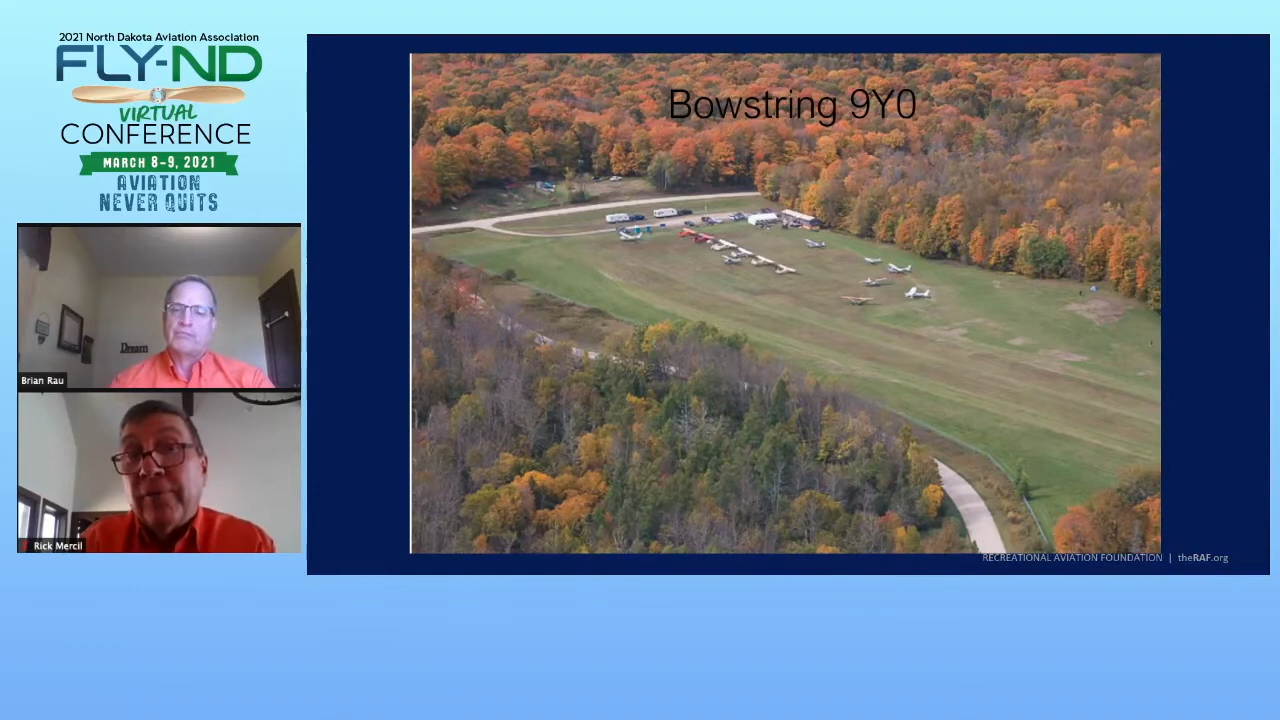 2021 North Dakota Aviation Association
FLY-ND
VIRTUAL
CONFERENCE
MARCH 8-9, 2021
AVIATION
NEVER QUITS
Dream
Brian Rau
Rick Mercil
Bowstring 9Y0
RECREATIONAL AVIATION FOUNDATION | theRAF.org